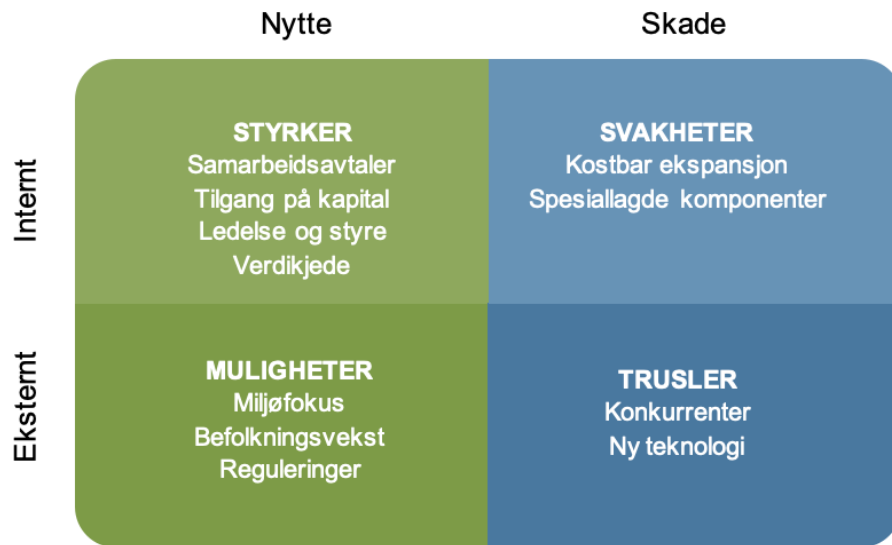 Nytte
Skade
Internt
STYRKER
Samarbeidsavtaler
Tilgang på kapital
Ledelse og styre
Verdikjede
SVAKHETER
Kostbar ekspansjon
Spesiallagde komponenter
Eksternt
MULIGHETER
Miljøfokus
Befolkningsvekst
Reguleringer
TRUSLER
Konkurrenter
Ny teknologi